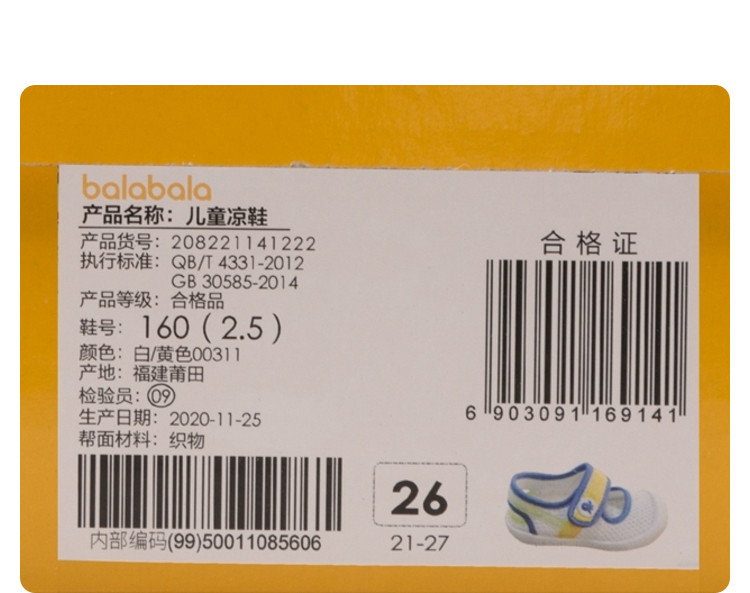 balabala
产品名称：儿童凉鞋
产品货号：208221141222
执行标准：QB/T 4331-2012
GB 30585-2014
产品等级：合格品
鞋号：160（2.5）
颜色：白/黄色00311
产地：福建莆田
检验员：09
生产日期：2020-11-25
帮面材料：织物
内部编码(99)50011085606
合格证
6 903091 169141
26
21-27